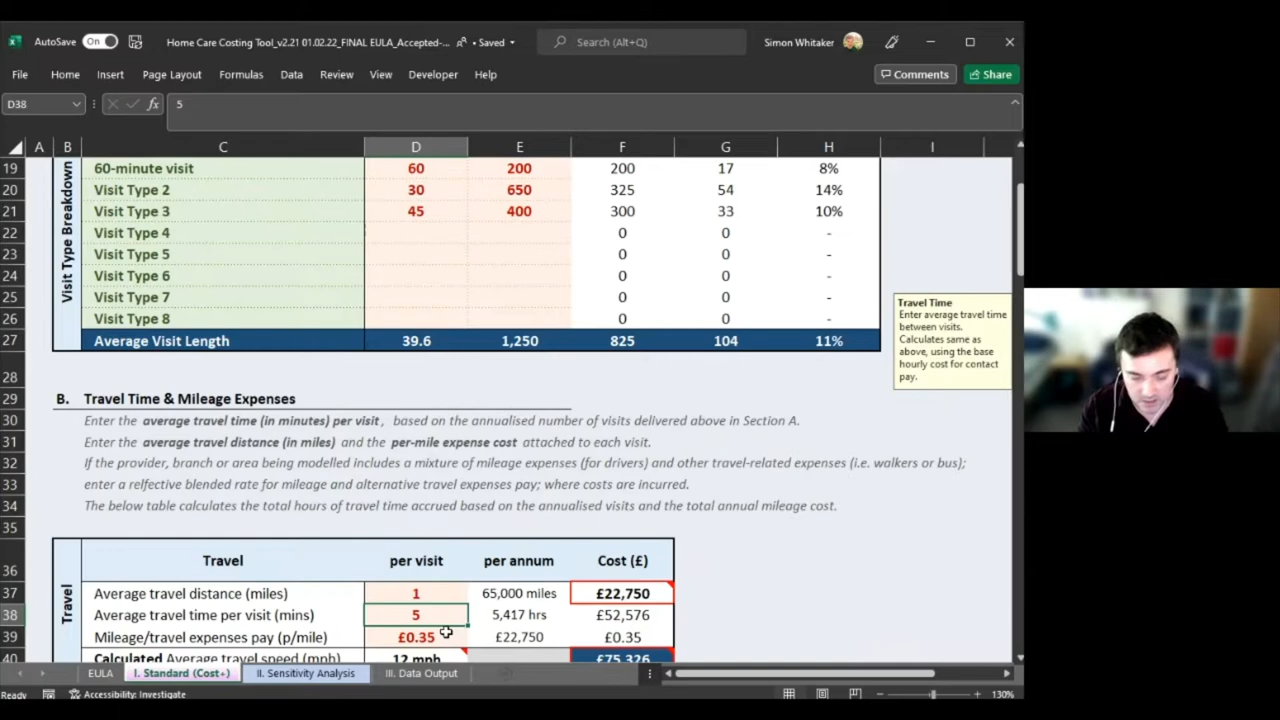 AutoSave On Home Care Costing Tool_v2.21 01.02.22_FINAL EULA_Accepted-... • Saved Search (Alt+Q) Simon Whitaker
File Home Insert Page Layout Formulas Data Review View Developer Help Comments Share
D38 fx 5
A B C D E F G H I
19 60-minute visit 60 200 200 17 8%
20 Visit Type 2 30 650 325 54 14%
21 Visit Type 3 45 400 300 33 10%
22 Visit Type 4 0 0 -
23 Visit Type 5 0 0 -
24 Visit Type 6 0 0 -
25 Visit Type 7 0 0 -
26 Visit Type 8 0 0 -
Visit Type Breakdown
27 Average Visit Length 39.6 1,250 825 104 11%
Travel Time
Enter average travel time
between visits.
Calculates same as
above, using the base
hourly cost for contact
pay.
28
29 B. Travel Time & Mileage Expenses
30 Enter the average travel time (in minutes) per visit , based on the annualised number of visits delivered above in Section A.
31 Enter the average travel distance (in miles) and the per-mile expense cost attached to each visit.
32 If the provider, branch or area being modelled includes a mixture of mileage expenses (for drivers) and other travel-related expenses (i.e. walkers or bus);
33 enter a relfective blended rate for mileage and alternative travel expenses pay; where costs are incurred.
34 The below table calculates the total hours of travel time accrued based on the annualised visits and the total annual mileage cost.
35
36 Travel per visit per annum Cost (£)
37 Average travel distance (miles) 1 65,000 miles £22,750
38 Average travel time per visit (mins) 5 5,417 hrs £52,576
39 Mileage/travel expenses pay (p/mile) £0.35 £22,750 £0.35
40 Calculated Average travel speed (mph) 12 mph £75,326
Travel
EULA I. Standard (Cost+) II. Sensitivity Analysis III. Data Output
Ready Accessibility: Investigate 130%